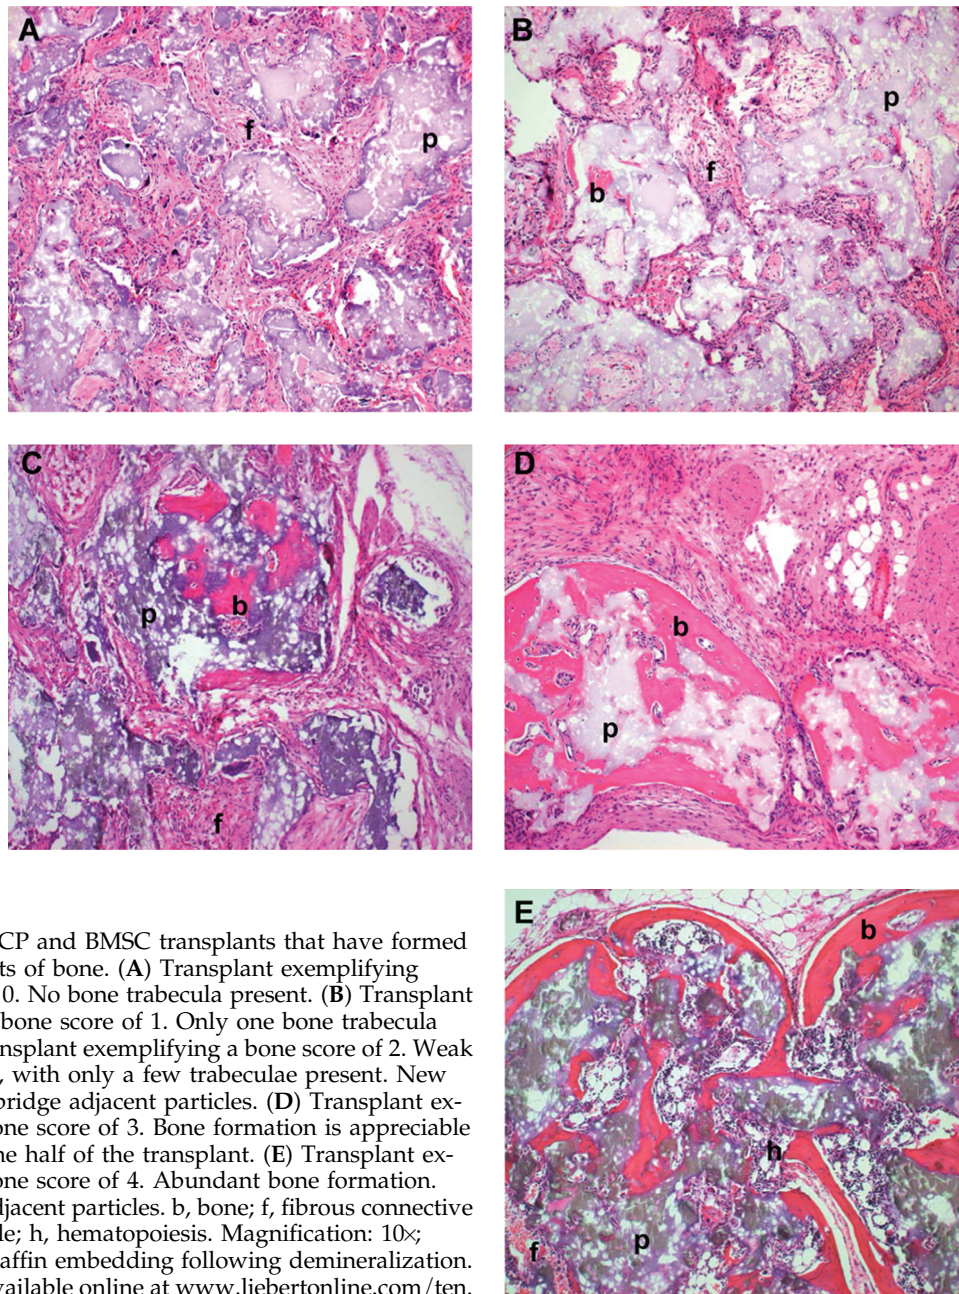 A
f
p
B
p
b
f
C
p
b
f
D
b
p
E
b
h
f
p
CP and BMSC transplants that have formed
ts of bone. (A) Transplant exemplifying
0. No bone trabecula present. (B) Transplant
bone score of 1. Only one bone trabecula
nsplant exemplifying a bone score of 2. Weak
, with only a few trabeculae present. New
bridge adjacent particles. (D) Transplant ex-
one score of 3. Bone formation is appreciable
ne half of the transplant. (E) Transplant ex-
one score of 4. Abundant bone formation.
djacent particles. b, bone; f, fibrous connective
le; h, hematopoiesis. Magnification: 10×;
affin embedding following demineralization.
vailable online at www.liebertonline.com/ten.